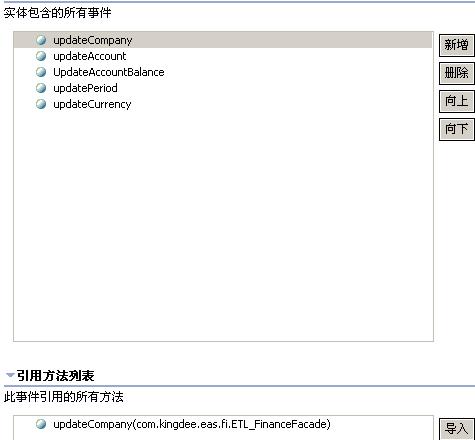 实体包含的所有事件
updateCompany
updateAccount
UpdateAccountBalance
updatePeriod
updateCurrency
新增
删除
向上
向下
引用方法列表
此事件引用的所有方法
updateCompany(com.kingdee.eas.fi.ETL_FinanceFacade)
导入